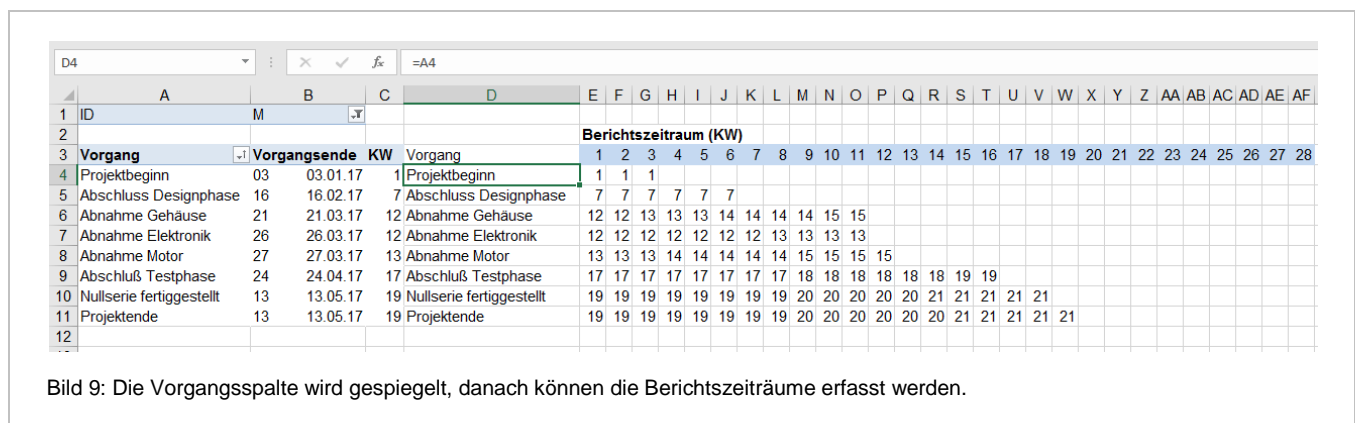 D4 fx =A4
A B C D E F G H I J K L M N O P Q R S T U V W X Y Z AA AB AC AD AE AF
1 ID M
2 Berichtszeitraum (KW)
3 Vorgang Vorgangsende KW Vorgang 1 2 3 4 5 6 7 8 9 10 11 12 13 14 15 16 17 18 19 20 21 22 23 24 25 26 27 28
4 Projektbeginn 03 03.01.17 1 Projektbeginn 1 1 1
5 Abschluss Designphase 16 16.02.17 7 Abschluss Designphase 7 7 7 7 7 7
6 Abnahme Gehäuse 21 21.03.17 12 Abnahme Gehäuse 12 12 13 13 13 14 14 14 14 15 15
7 Abnahme Elektronik 26 26.03.17 12 Abnahme Elektronik 12 12 12 12 12 12 12 13 13 13 13
8 Abnahme Motor 27 27.03.17 13 Abnahme Motor 13 13 13 14 14 14 14 14 15 15 15 15
9 Abschluß Testphase 24 24.04.17 17 Abschluß Testphase 17 17 17 17 17 17 17 17 18 18 18 18 18 18 19 19
10 Nullserie fertiggestellt 13 13.05.17 19 Nullserie fertiggestellt 19 19 19 19 19 19 19 19 20 20 20 20 20 21 21 21 21 21
11 Projektende 13 13.05.17 19 Projektende 19 19 19 19 19 19 19 19 20 20 20 20 20 20 21 21 21 21 21
12
Bild 9: Die Vorgangsspalte wird gespiegelt, danach können die Berichtszeiträume erfasst werden.